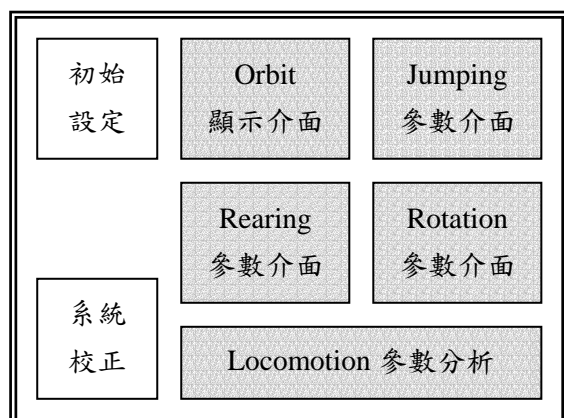 初始
設定
Orbit
顯示介面
Jumping
參數介面
Rearing
參數介面
Rotation
參數介面
系統
校正
Locomotion 參數分析